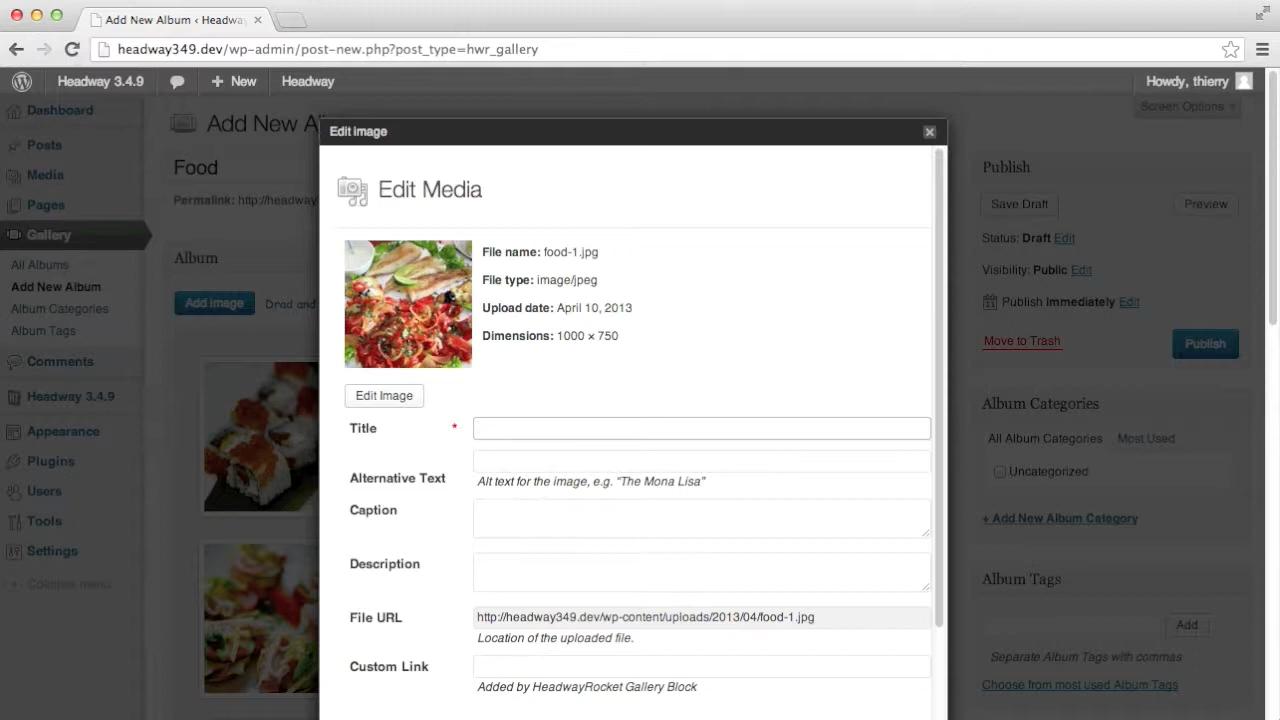 Add New Album ‹ Headway
headway349.dev/wp-admin/post-new.php?post_type=hwr_gallery
Headway 3.4.9
New
Headway
Howdy, thierry
Screen Options
Dashboard
Posts
Media
Pages
Gallery
All Albums
Add New Album
Album Categories
Album Tags
Comments
Headway 3.4.9
Appearance
Plugins
Users
Tools
Settings
Collapse menu
Add New A
Food
Permalink: http://headway
Album
Add image
Drag and
Edit image
Edit Media
File name: food-1.jpg
File type: image/jpeg
Upload date: April 10, 2013
Dimensions: 1000 × 750
Edit Image
Title *
Alternative Text
Alt text for the image, e.g. “The Mona Lisa”
Caption
Description
File URL
http://headway349.dev/wp-content/uploads/2013/04/food-1.jpg
Location of the uploaded file.
Custom Link
Added by HeadwayRocket Gallery Block
Publish
Save Draft
Preview
Status: Draft Edit
Visibility: Public Edit
Publish immediately Edit
Move to Trash
Publish
Album Categories
All Album Categories
Most Used
Uncategorized
+ Add New Album Category
Album Tags
Add
Separate Album Tags with commas
Choose from most used Album Tags